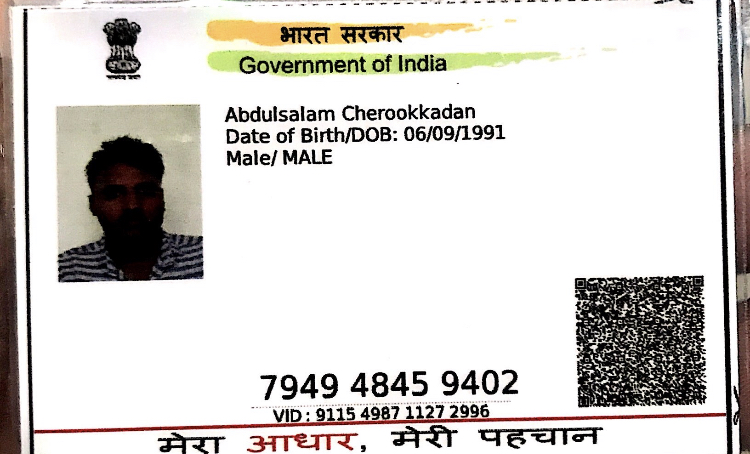 भारत सरकार
Government of India
Abdulsalam Cherookkadan
Date of Birth/DOB: 06/09/1991
Male/ MALE
7949 4845 9402
VID : 9115 4987 1127 2996
मेरा आधार, मेरी पहचान